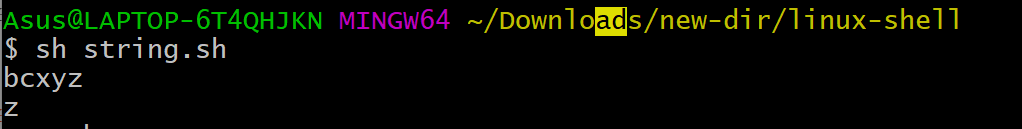 Asus@LAPTOP-6T4QHJKN MINGW64 ~/Downloads/new-dir/linux-shell
$ sh string.sh
bcxyz
z